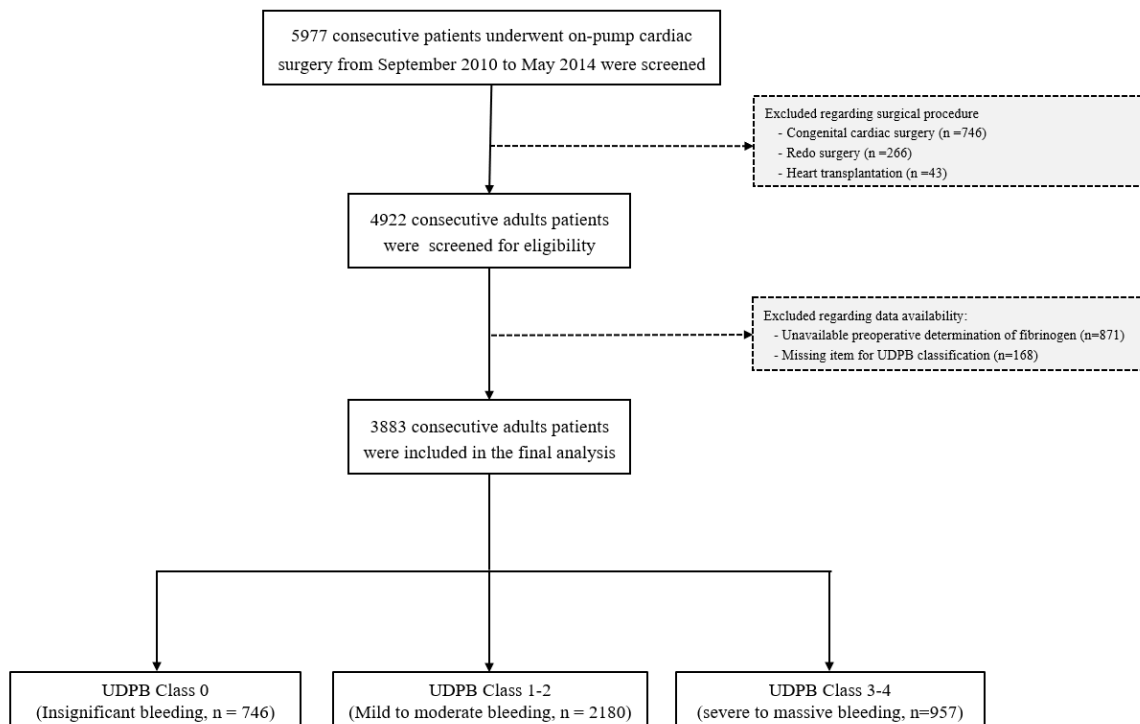 5977 consecutive patients underwent on-pump cardiac
surgery from September 2010 to May 2014 were screened
Excluded regarding surgical procedure
- Congenital cardiac surgery (n =746)
- Redo surgery (n =266)
- Heart transplantation (n =43)
4922 consecutive adults patients
were screened for eligibility
Excluded regarding data availability:
- Unavailable preoperative determination of fibrinogen (n=871)
- Missing item for UDPB classification (n=168)
3883 consecutive adults patients
were included in the final analysis
UDPB Class 0
(Insignificant bleeding, n = 746)
UDPB Class 1-2
(Mild to moderate bleeding, n = 2180)
UDPB Class 3-4
(severe to massive bleeding, n=957)